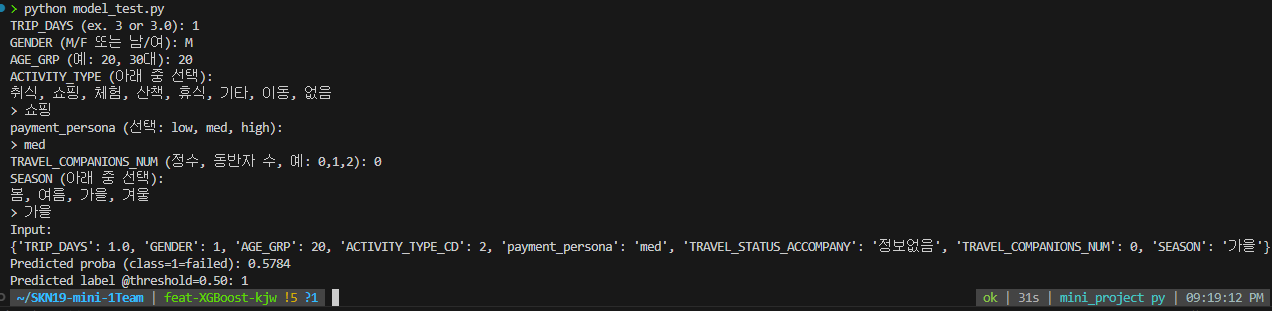 > python model_test.py
TRIP_DAYS (ex. 3 or 3.0): 1
GENDER (M/F 또는 남/여): M
AGE_GRP (예: 20, 30대): 20
ACTIVITY_TYPE (아래 중 선택):
취식, 쇼핑, 체험, 산책, 휴식, 기타, 이동, 없음
> 쇼핑
payment_persona (선택: low, med, high):
> med
TRAVEL_COMPANIONS_NUM (정수, 동반자 수, 예: 0,1,2): 0
SEASON (아래 중 선택):
봄, 여름, 가을, 겨울
> 가을
Input:
{'TRIP_DAYS': 1.0, 'GENDER': 1, 'AGE_GRP': 20, 'ACTIVITY_TYPE_CD': 2, 'payment_persona': 'med', 'TRAVEL_STATUS_ACCOMPANY': '정보없음', 'TRAVEL_COMPANIONS_NUM': 0, 'SEASON': '가을'}
Predicted proba (class=1=failed): 0.5784
Predicted label @threshold=0.50: 1
~/SKN19-mini-1Team | feat-XGBoost-kjw !5 ?1 ok | 31s | mini_project py | 09:19:12 PM